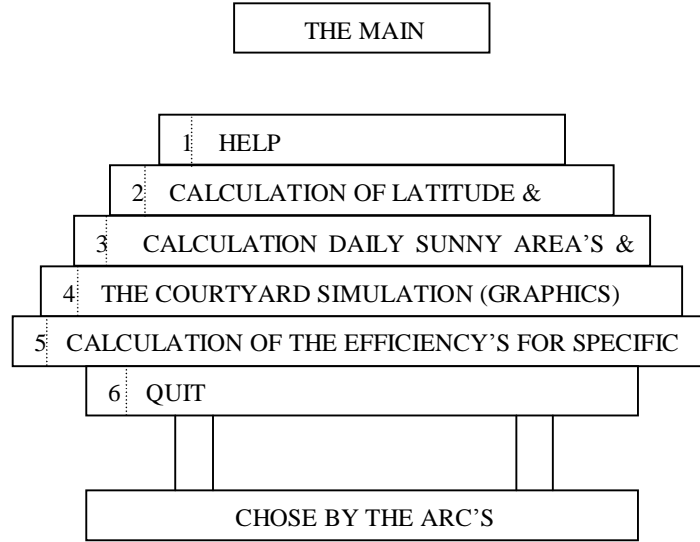 THE MAIN
1 HELP
2 CALCULATION OF LATITUDE &
3 CALCULATION DAILY SUNNY AREA'S &
4 THE COURTYARD SIMULATION (GRAPHICS)
5 CALCULATION OF THE EFFICIENCY'S FOR SPECIFIC
6 QUIT
CHOSE BY THE ARC'S